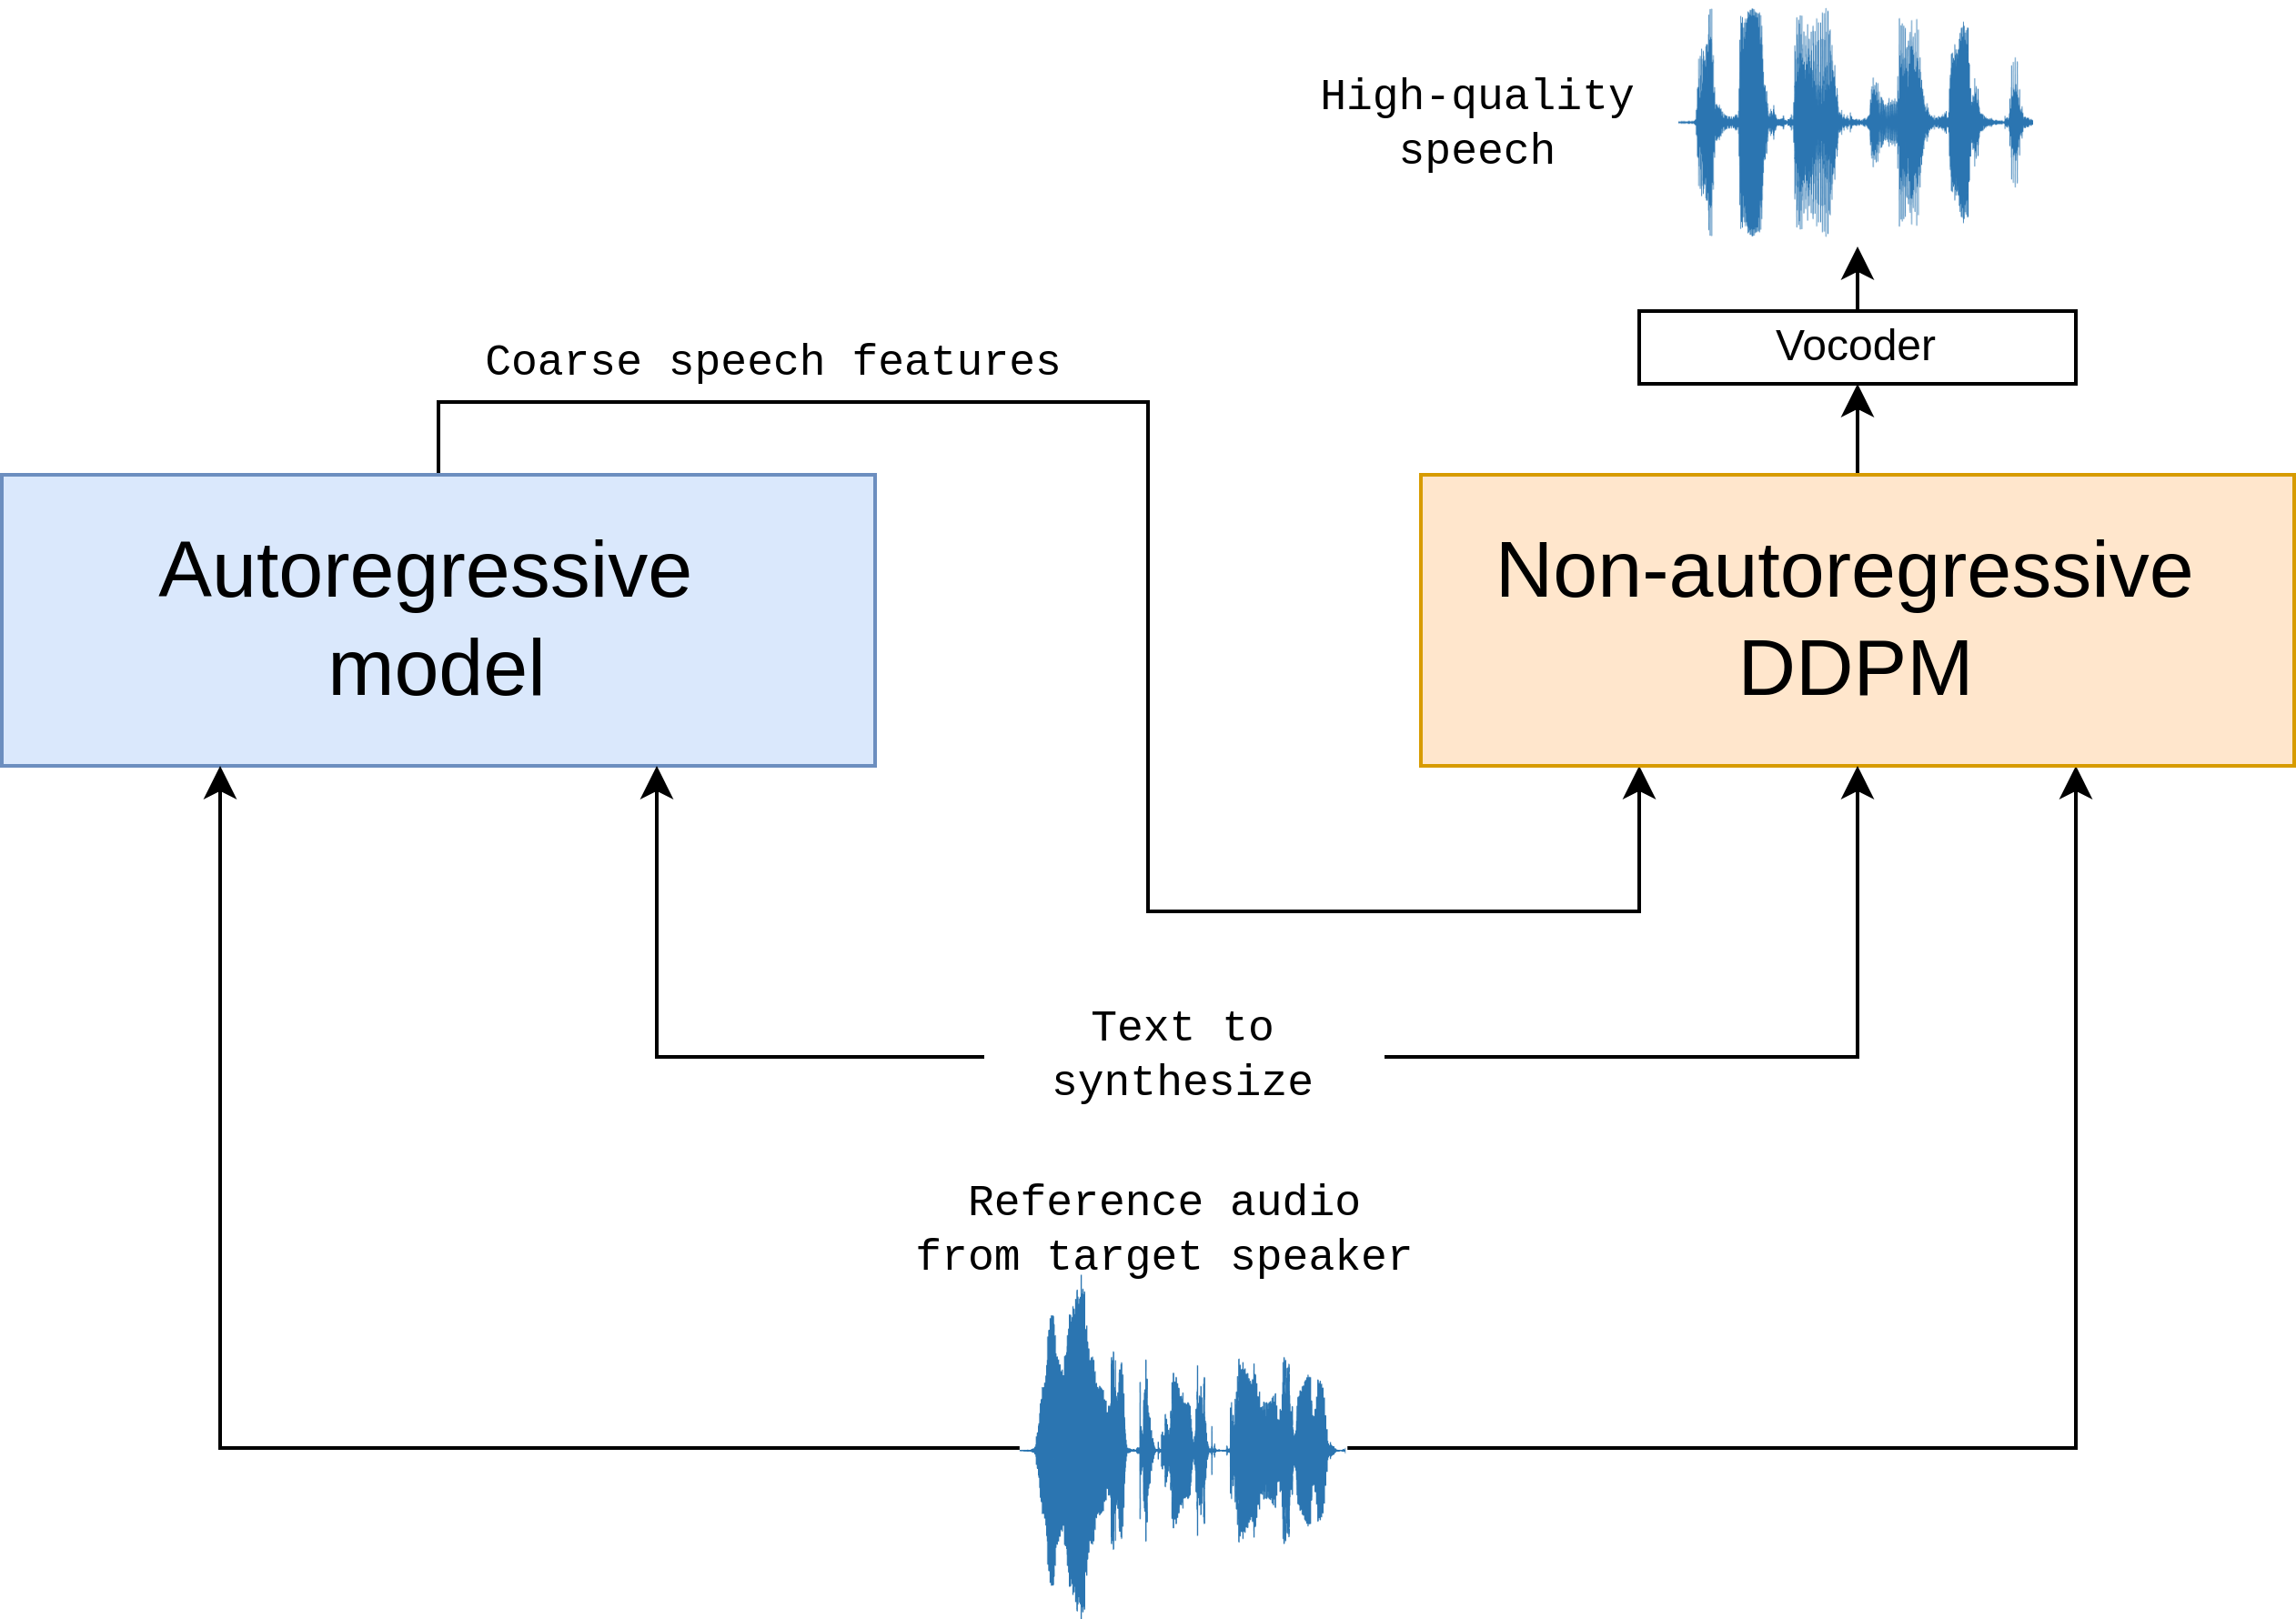 High-quality
speech
Vocoder
Coarse speech features
Autoregressive
model
Non-autoregressive
DDPM
Text to
synthesize
Reference audio
from target speaker